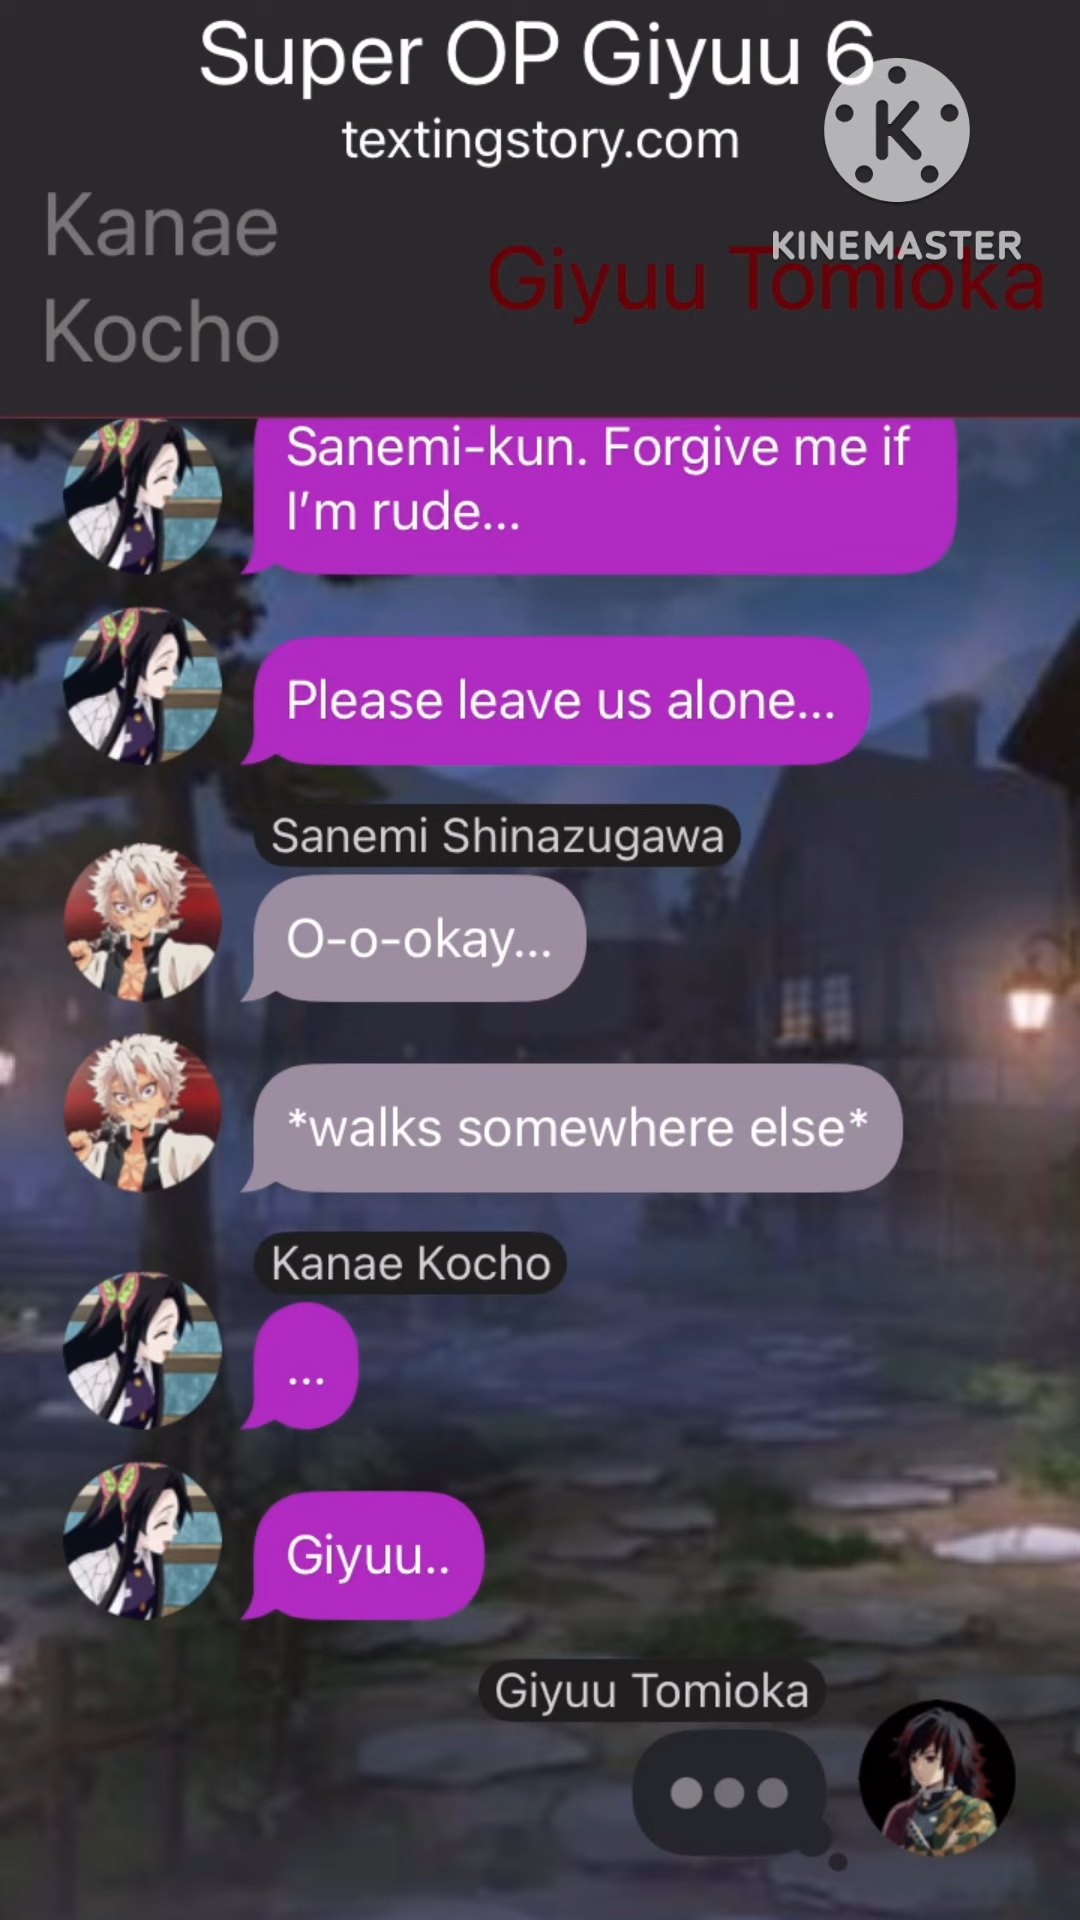 Super OP Giyuu 6
textingstory.com
K
KINEMASTER
Kanae
Kocho
Giyuu Tomioka
Sanemi-kun. Forgive me if
I'm rude...
Please leave us alone...
Sanemi Shinazugawa
O-o-okay...
*walks somewhere else*
Kanae Kocho
...
Giyuu..
Giyuu Tomioka